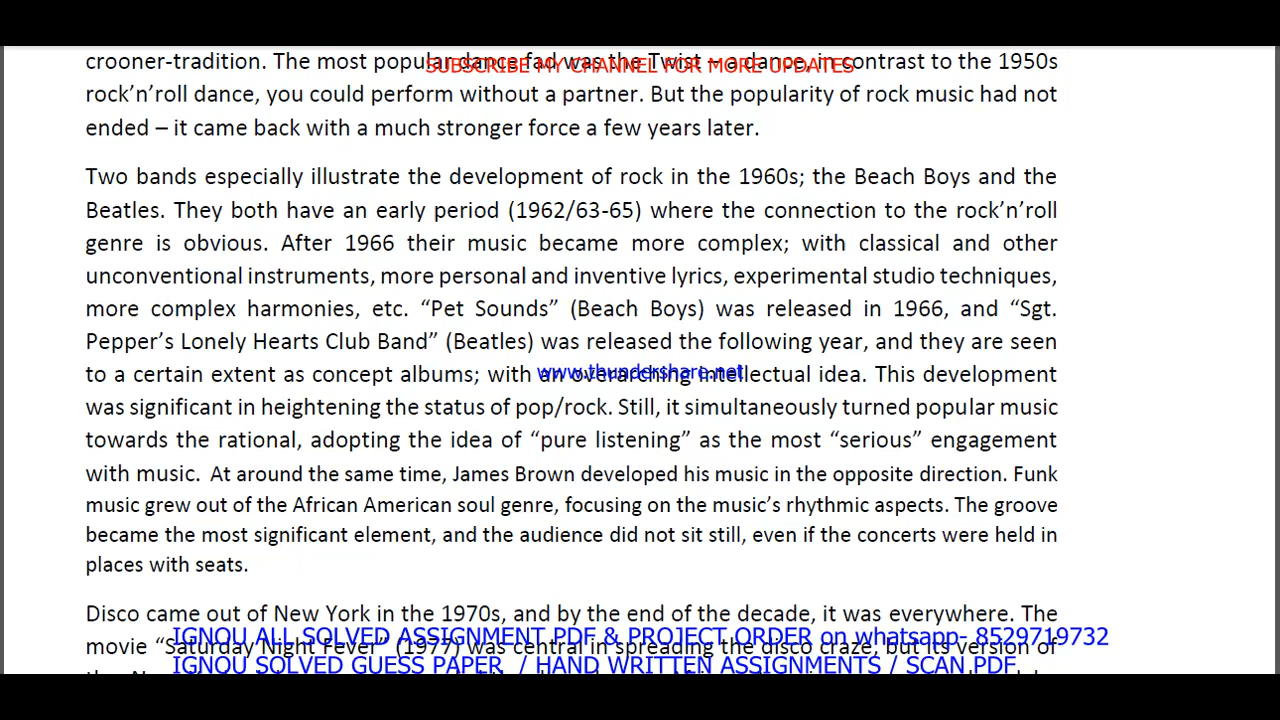 crooner-tradition. The most popular dance fad was the Twist – a dance, in contrast to the 1950s
SUBSCRIBE MY CHANNEL FOR MORE UPDATES
rock’n’roll dance, you could perform without a partner. But the popularity of rock music had not
ended – it came back with a much stronger force a few years later.
Two bands especially illustrate the development of rock in the 1960s; the Beach Boys and the
Beatles. They both have an early period (1962/63-65) where the connection to the rock’n’roll
genre is obvious. After 1966 their music became more complex; with classical and other
unconventional instruments, more personal and inventive lyrics, experimental studio techniques,
more complex harmonies, etc. “Pet Sounds” (Beach Boys) was released in 1966, and “Sgt.
Pepper’s Lonely Hearts Club Band” (Beatles) was released the following year, and they are seen
to a certain extent as concept albums; with an overarching intellectual idea. This development
www.thundershare.net
was significant in heightening the status of pop/rock. Still, it simultaneously turned popular music
towards the rational, adopting the idea of “pure listening” as the most “serious” engagement
with music. At around the same time, James Brown developed his music in the opposite direction. Funk
music grew out of the African American soul genre, focusing on the music’s rhythmic aspects. The groove
became the most significant element, and the audience did not sit still, even if the concerts were held in
places with seats.
Disco came out of New York in the 1970s, and by the end of the decade, it was everywhere. The
IGNOU ALL SOLVED ASSIGNMENT PDF & PROJECT ORDER on whatsapp- 8529719732
movie “Saturday Night Fever” (1977) was central in spreading the disco craze, but its version of
IGNOU SOLVED GUESS PAPER / HAND WRITTEN ASSIGNMENTS / SCAN PDF